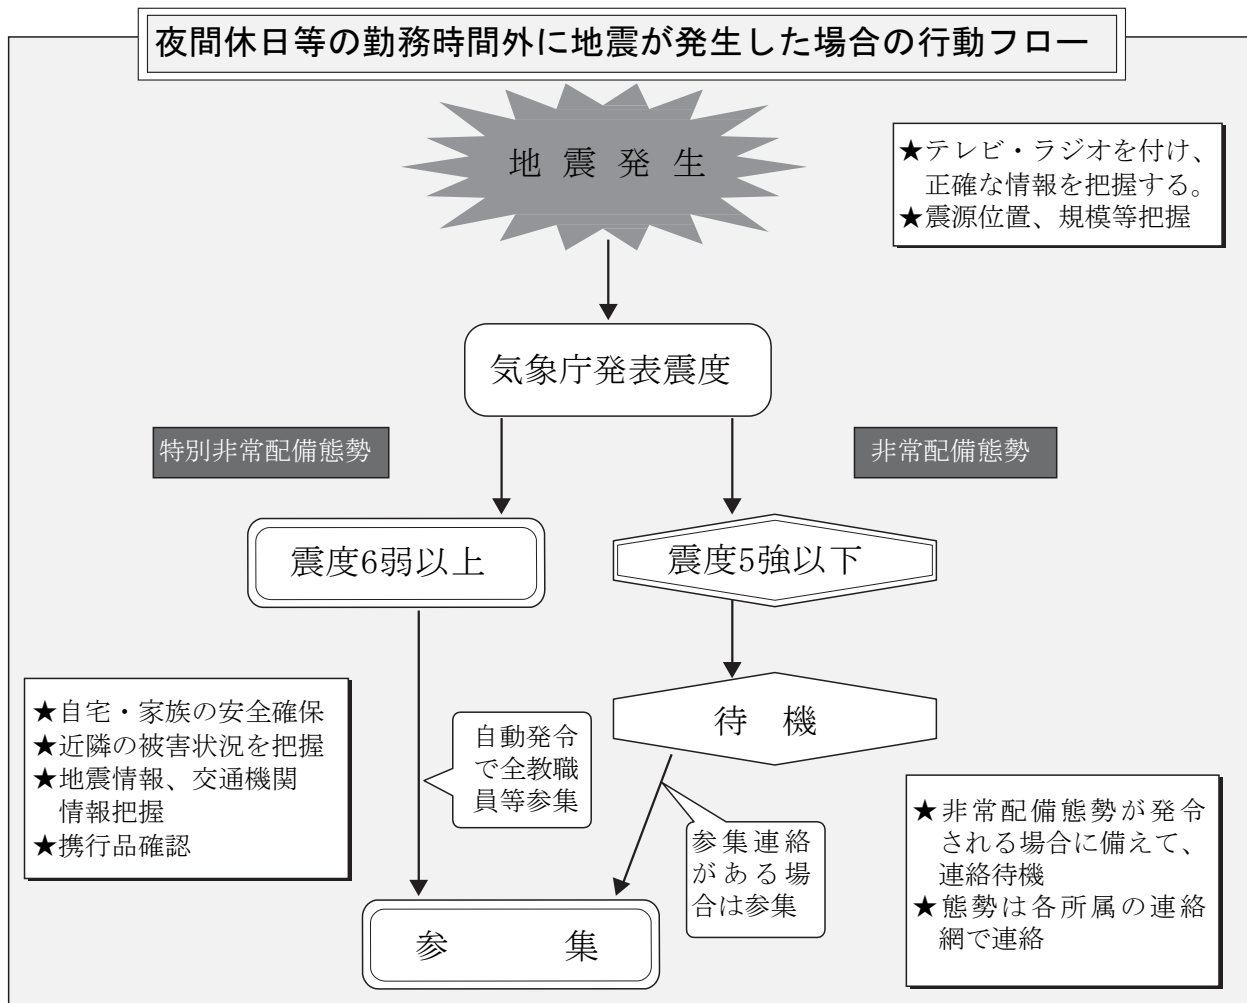 夜間休日等の勤務時間外に地震が発生した場合の行動フロー
地震発生
★テレビ・ラジオを付け、
正確な情報を把握する。
★震源位置、規模等把握
気象庁発表震度
特別非常配備態勢
非常配備態勢
震度6弱以上
震度5強以下
★自宅・家族の安全確保
★近隣の被害状況を把握
★地震情報、交通機関
情報把握
★携行品確認
自動発令
で全教職
員等参集
待機
参集連絡
がある場
合は参集
★非常配備態勢が発令
される場合に備えて、
連絡待機
★態勢は各所属の連絡
網で連絡
参集